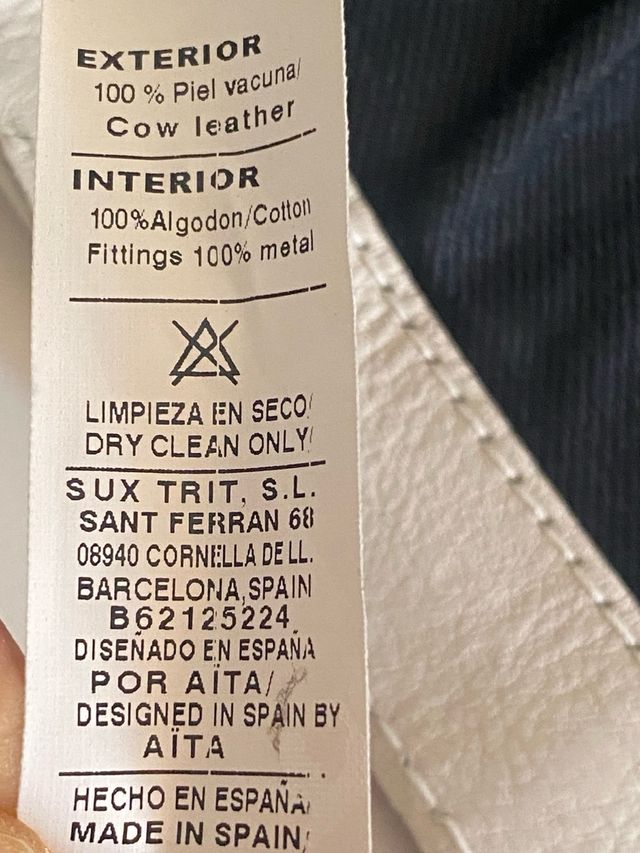 EXTERIOR
100 % Piel vacuna/
Cow leather
INTERIOR
100%Algodon/Cotton
Fittings 100% metal
LIMPIEZA EN SECO/
DRY CLEAN ONLY/
SUX TRIT, S.L.
SANT FERRAN 68
08940 CORNELLA DE LL.
BARCELONA,SPAIN
B62125224
DISEÑADO EN ESPAÑA
POR AÏTA/
DESIGNED IN SPAIN BY
AÏTA
HECHO EN ESPAÑA/
MADE IN SPAIN/